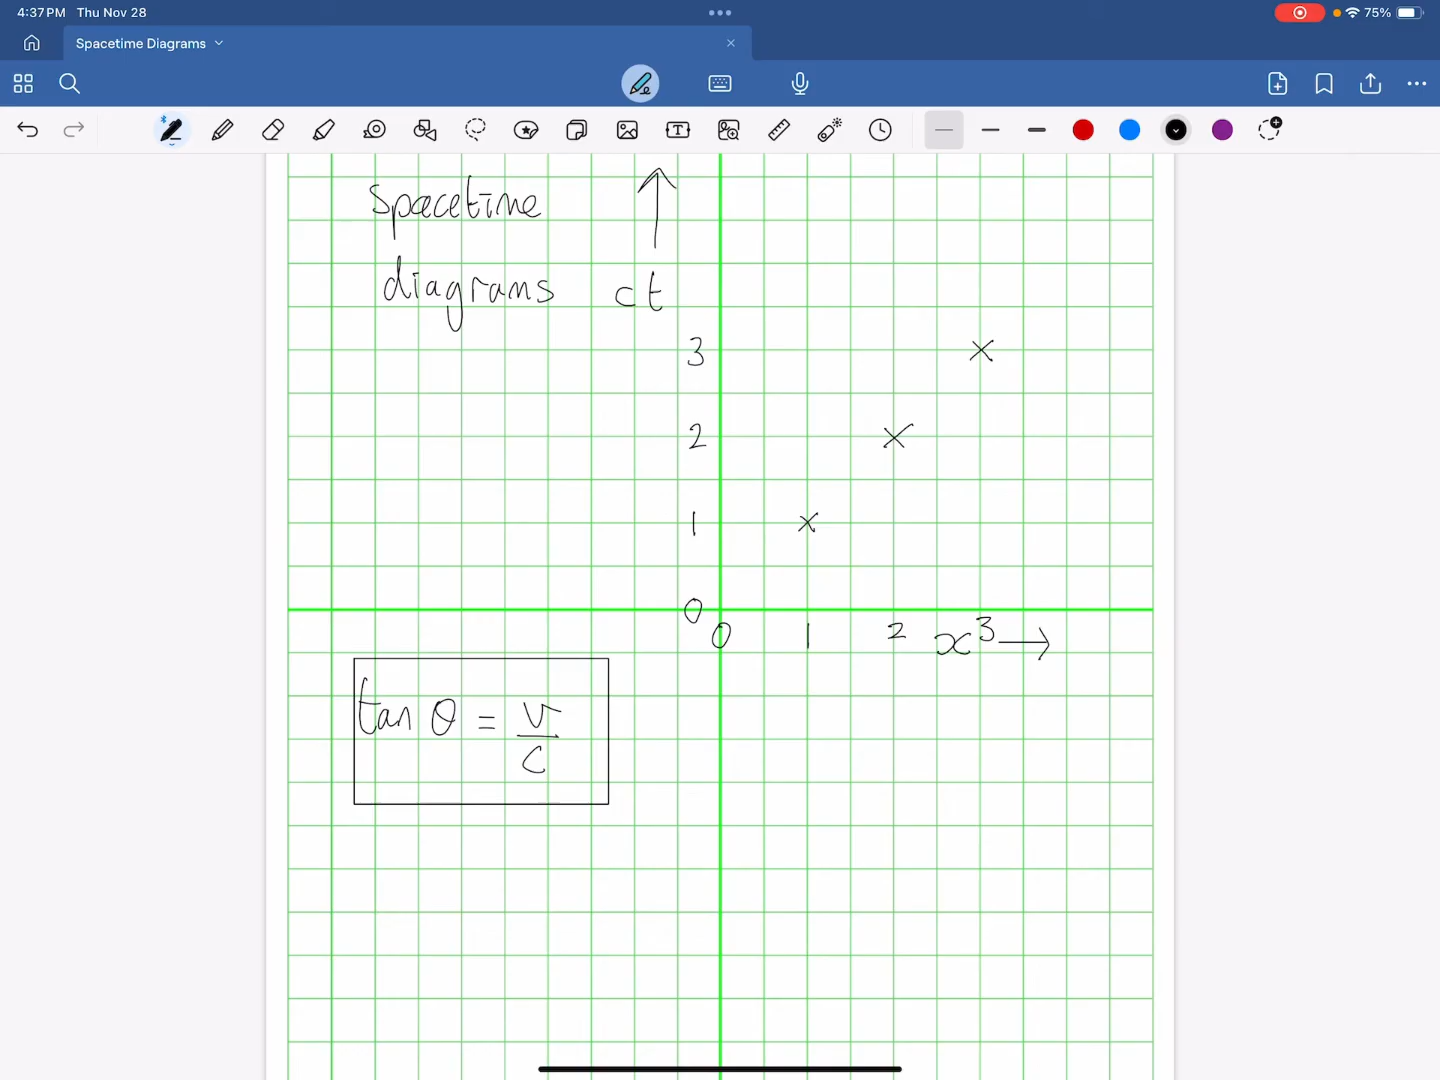 4:37 PM Thu Nov 28
75%
Spacetime Diagrams
spacetime
diagrams ct
3
2
1
0
0 1 2 x 3
tan θ = v/c